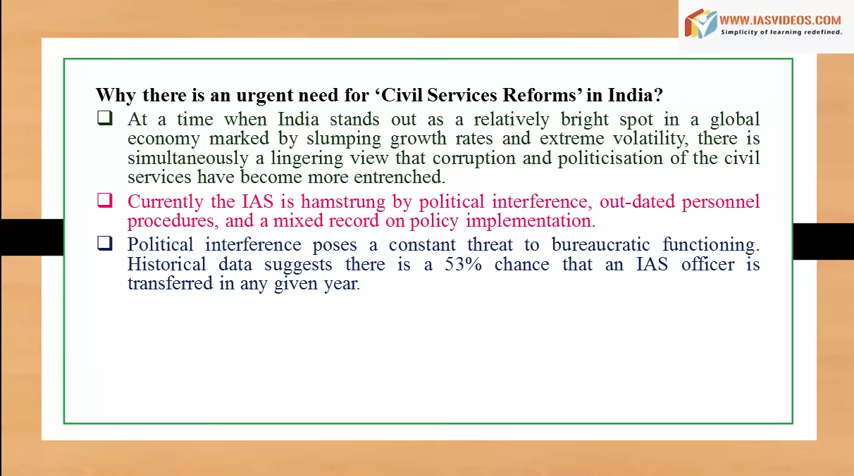 WWW.IASVIDEOS.COM
Simplicity of learning redefined.
Why there is an urgent need for ‘Civil Services Reforms’ in India?
At a time when India stands out as a relatively bright spot in a global
economy marked by slumping growth rates and extreme volatility, there is
simultaneously a lingering view that corruption and politicisation of the civil
services have become more entrenched.
Currently the IAS is hamstrung by political interference, out-dated personnel
procedures, and a mixed record on policy implementation.
Political interference poses a constant threat to bureaucratic functioning.
Historical data suggests there is a 53% chance that an IAS officer is
transferred in any given year.